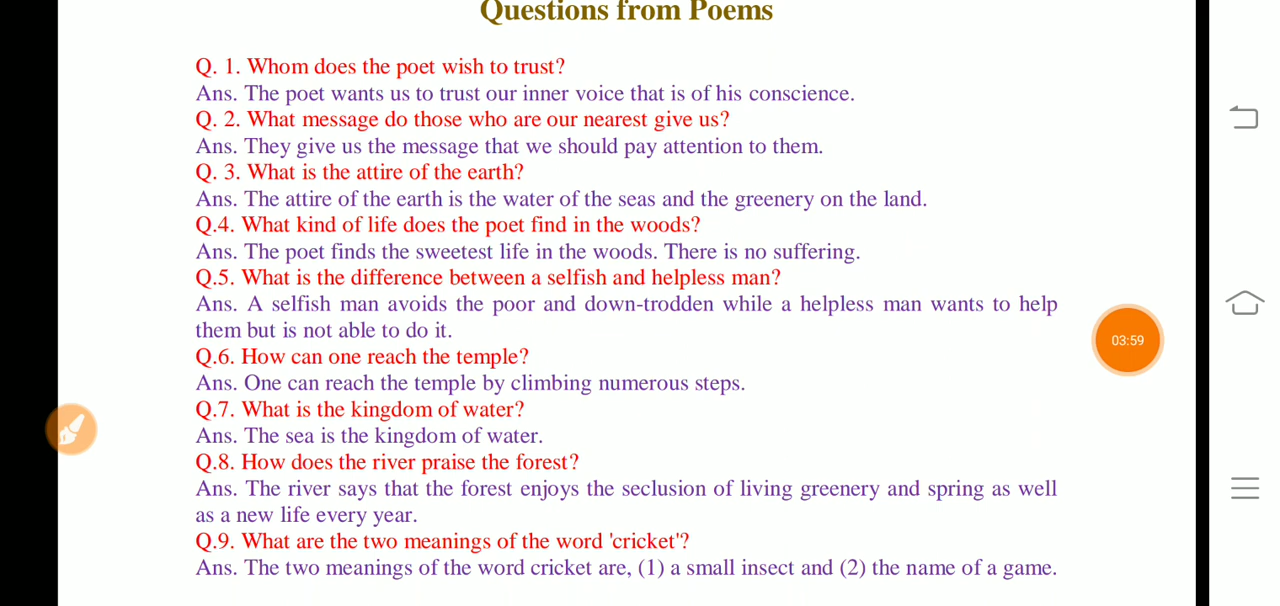 Questions from Poems
Q. 1. Whom does the poet wish to trust?
Ans. The poet wants us to trust our inner voice that is of his conscience.
Q. 2. What message do those who are our nearest give us?
Ans. They give us the message that we should pay attention to them.
Q. 3. What is the attire of the earth?
Ans. The attire of the earth is the water of the seas and the greenery on the land.
Q.4. What kind of life does the poet find in the woods?
Ans. The poet finds the sweetest life in the woods. There is no suffering.
Q.5. What is the difference between a selfish and helpless man?
Ans. A selfish man avoids the poor and down-trodden while a helpless man wants to help
them but is not able to do it.
03:59
Q.6. How can one reach the temple?
Ans. One can reach the temple by climbing numerous steps.
Q.7. What is the kingdom of water?
Ans. The sea is the kingdom of water.
Q.8. How does the river praise the forest?
Ans. The river says that the forest enjoys the seclusion of living greenery and spring as well
as a new life every year.
Q.9. What are the two meanings of the word 'cricket'?
Ans. The two meanings of the word cricket are, (1) a small insect and (2) the name of a game.